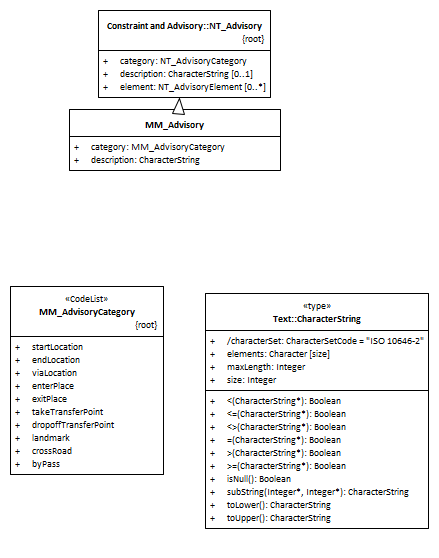 Constraint and Advisory::NT_Advisory
{root}
+ category: NT_AdvisoryCategory
+ description: CharacterString [0..1]
+ element: NT_AdvisoryElement [0..*]
MM_Advisory
+ category: MM_AdvisoryCategory
+ description: CharacterString
«CodeList»
MM_AdvisoryCategory
{root}
+ startLocation
+ endLocation
+ viaLocation
+ enterPlace
+ exitPlace
+ takeTransferPoint
+ dropoffTransferPoint
+ landmark
+ crossRoad
+ byPass
«type»
Text::CharacterString
+ /characterSet: CharacterSetCode = "ISO 10646-2"
+ elements: Character [size]
+ maxLength: Integer
+ size: Integer
+ <(CharacterString*): Boolean
+ <=(CharacterString*): Boolean
+ <>(CharacterString*): Boolean
+ =(CharacterString*): Boolean
+ >(CharacterString*): Boolean
+ >=(CharacterString*): Boolean
+ isNull(): Boolean
+ subString(Integer*, Integer*): CharacterString
+ toLower(): CharacterString
+ toUpper(): CharacterString